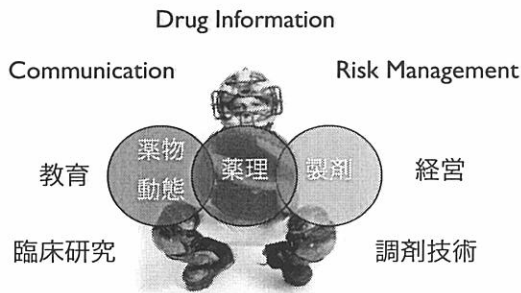 Drug Information
Communication
Risk Management
教育
薬物
動態
薬理
製剤
経営
臨床研究
調剤技術